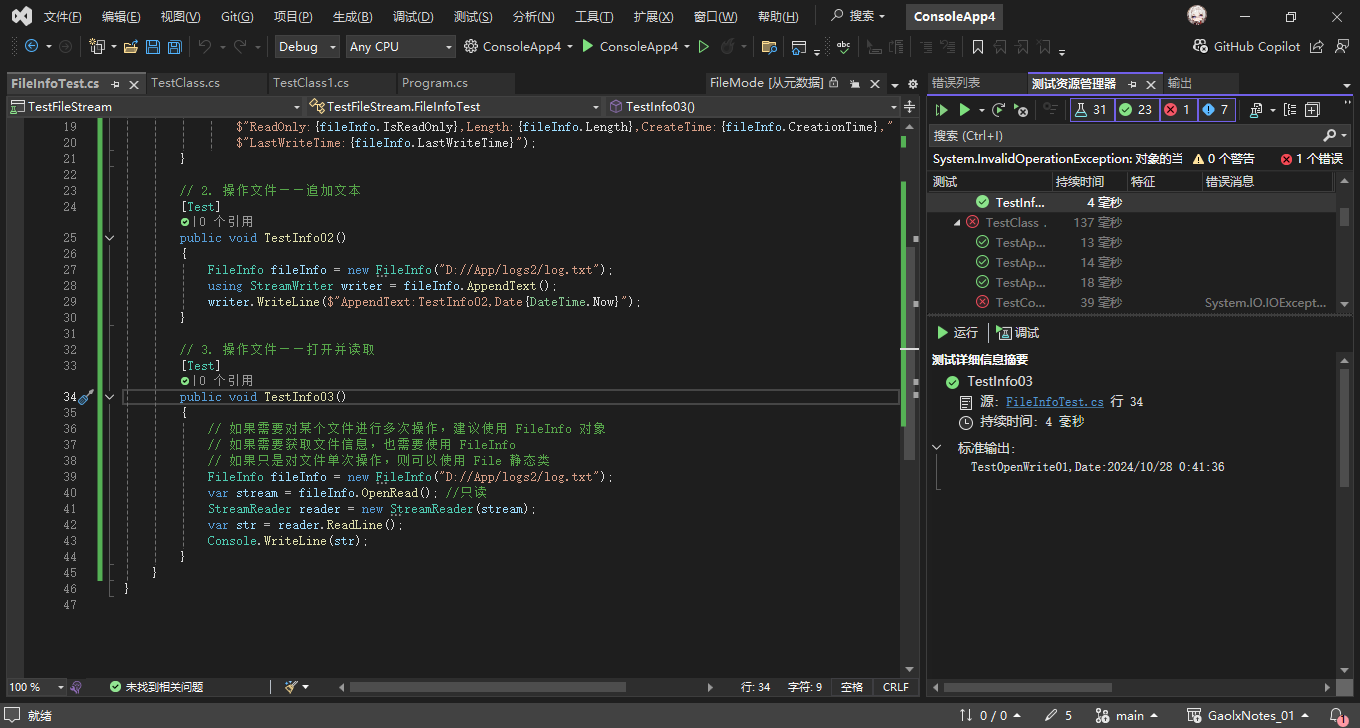 文件(F) 编辑(E) 视图(V) Git(G) 项目(P) 生成(B) 调试(D) 测试(S) 分析(N) 工具(T) 扩展(X) 窗口(W) 帮助(H) 搜索 ConsoleApp4
Debug Any CPU ConsoleApp4 ConsoleApp4 GitHub Copilot
FileInfoTest.cs TestClass.cs TestClass1.cs Program.cs FileMode [从元数据]
TestFileStream TestFileStream.FileInfoTest TestInfo03()
19 $"ReadOnly:{fileInfo.IsReadOnly},Length:{fileInfo.Length},CreateTime:{fileInfo.CreationTime},"
20 $"LastWriteTime:{fileInfo.LastWriteTime}");
21 }
22
23 // 2. 操作文件——追加文本
24 [Test]
0 个引用
25 public void TestInfo02()
26 {
27 FileInfo fileInfo = new FileInfo("D://App/logs2/log.txt");
28 using StreamWriter writer = fileInfo.AppendText();
29 writer.WriteLine($"AppendText:TestInfo02,Date{DateTime.Now}");
30 }
31
32 // 3. 操作文件——打开并读取
33 [Test]
0 个引用
34 public void TestInfo03()
35 {
36 // 如果需要对某个文件进行多次操作，建议使用 FileInfo 对象
37 // 如果需要获取文件信息，也需要使用 FileInfo
38 // 如果只是对文件单次操作，则可以使用 File 静态类
39 FileInfo fileInfo = new FileInfo("D://App/logs2/log.txt");
40 var stream = fileInfo.OpenRead(); //只读
41 StreamReader reader = new StreamReader(stream);
42 var str = reader.ReadLine();
43 Console.WriteLine(str);
44 }
45 }
46 }
47
100 % 未找到相关问题 行: 34 字符: 9 空格 CRLF
错误列表 测试资源管理器 输出
31 23 1 7
搜索 (Ctrl+I)
System.InvalidOperationException: 对象的当 0 个警告 1 个错误
测试 持续时间 特征 错误消息
TestInf... 4 毫秒
TestClass . 137 毫秒
TestAp... 13 毫秒
TestAp... 14 毫秒
TestAp... 18 毫秒
TestCo... 39 毫秒 System.IO.IOExcept...
运行 调试
测试详细信息摘要
TestInfo03
源: FileInfoTest.cs 行 34
持续时间: 4 毫秒
标准输出:
TestOpenWrite01,Date:2024/10/28 0:41:36
就绪 0 / 0 5 main GaolxNotes_01 1